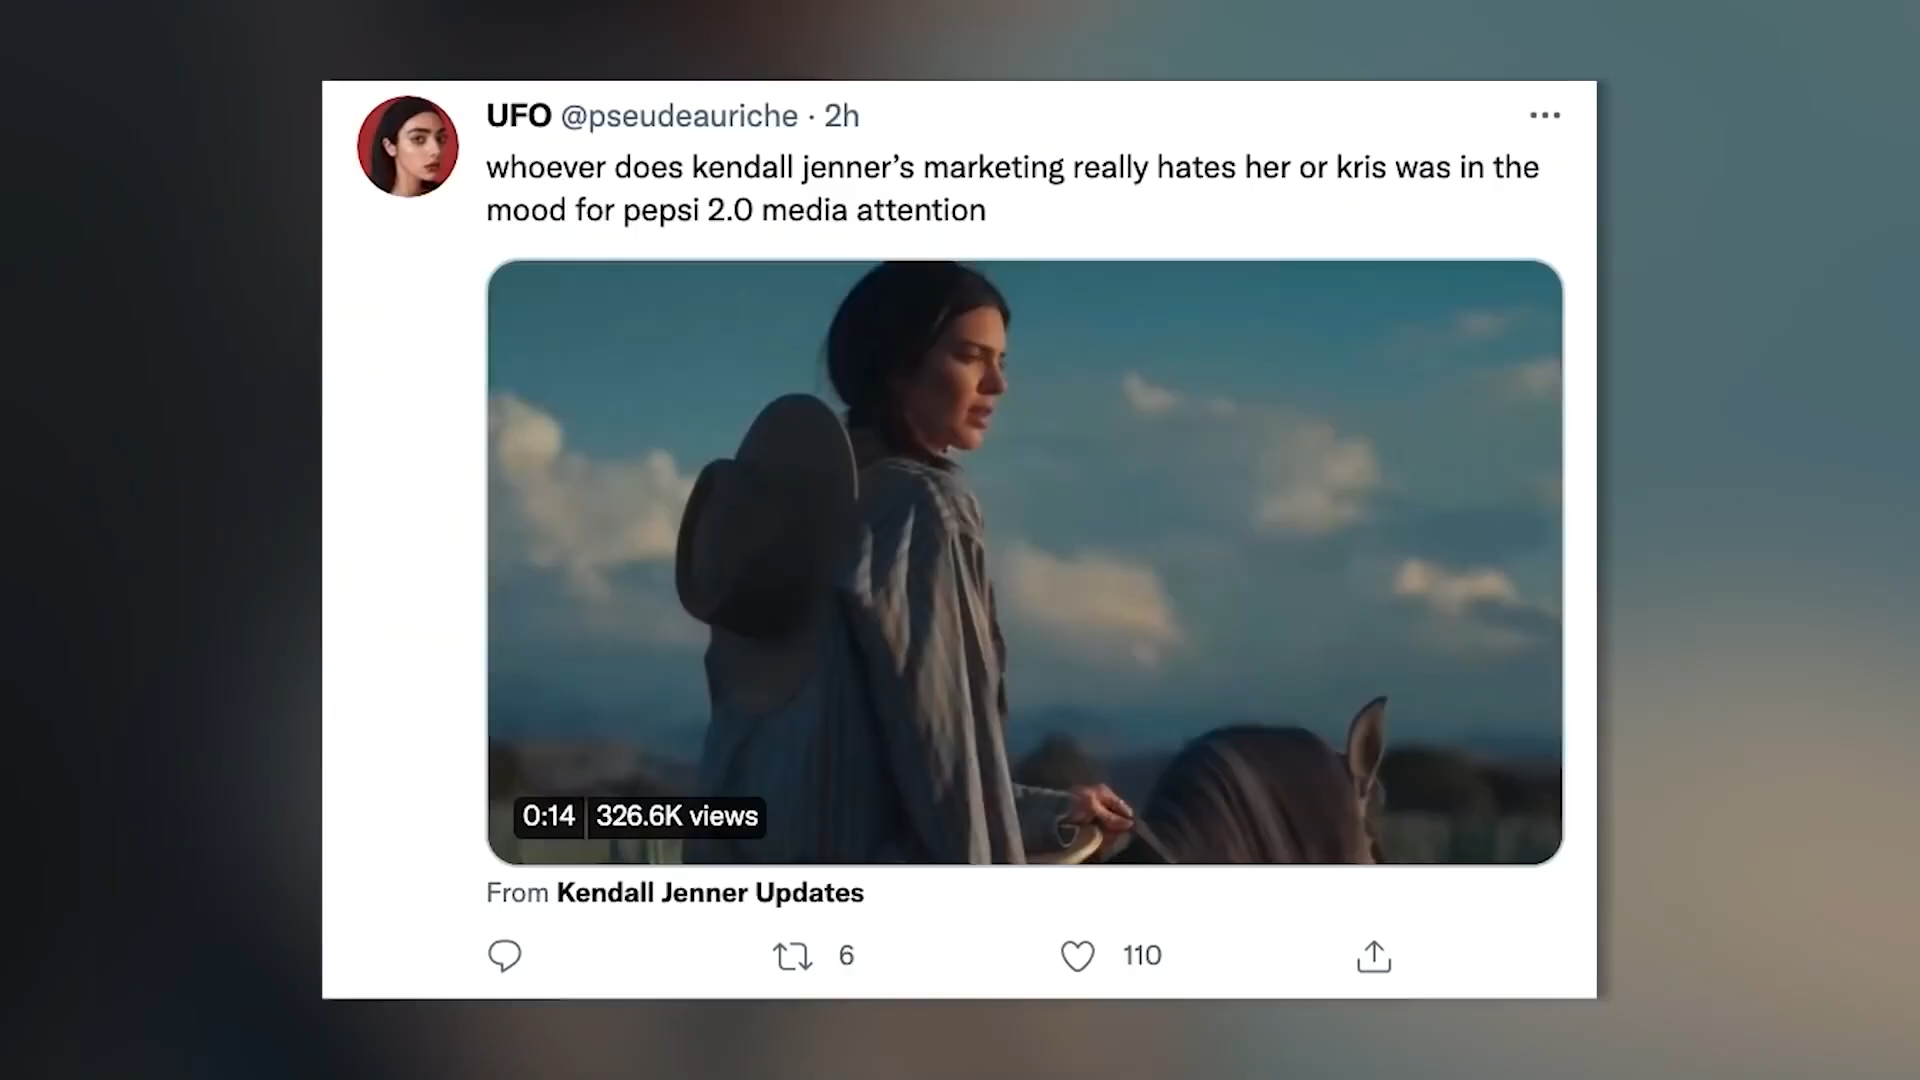 UFO @pseudeauriche · 2h
whoever does kendall jenner’s marketing really hates her or kris was in the
mood for pepsi 2.0 media attention
0:14 326.6K views
From Kendall Jenner Updates
6 110